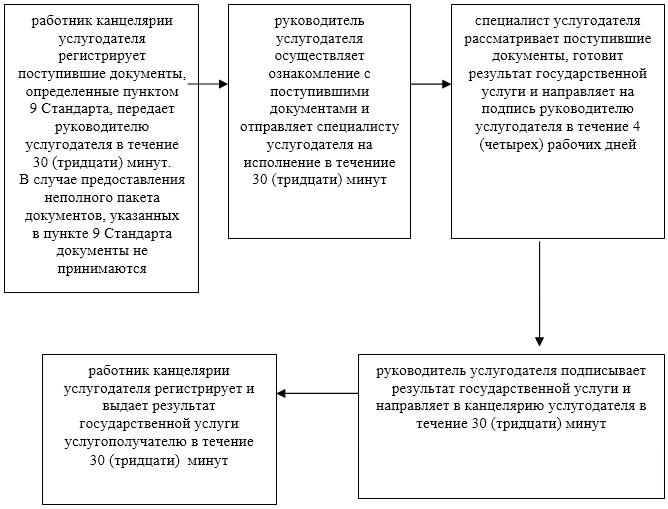 работник канцелярии
услугодателя
регистрирует
поступившие документы,
определенные пунктом
9 Стандарта, передает
руководителю
услугодателя в течение
30 (тридцати) минут.
В случае предоставления
неполного пакета
документов, указанных
в пункте 9 Стандарта
документы не
принимаются
руководитель
услугодателя
осуществляет
ознакомление с
поступившими
документами и
отправляет специалисту
услугодателя на
исполнение в течениие
30 (тридцати) минут
специалист услугодателя
рассматривает поступившие
документы, готовит
результат государственной
услуги и направляет на
подпись руководителю
услугодателя в течение 4
(четырех) рабочих дней
руководитель услугодателя подписывает
результат государственной услуги и
направляет в канцелярию услугодателя в
течение 30 (тридцати) минут
работник канцелярии
услугодателя регистрирует и
выдает результат
государственной услуги
услугополучателю в течение
30 (тридцати) минут